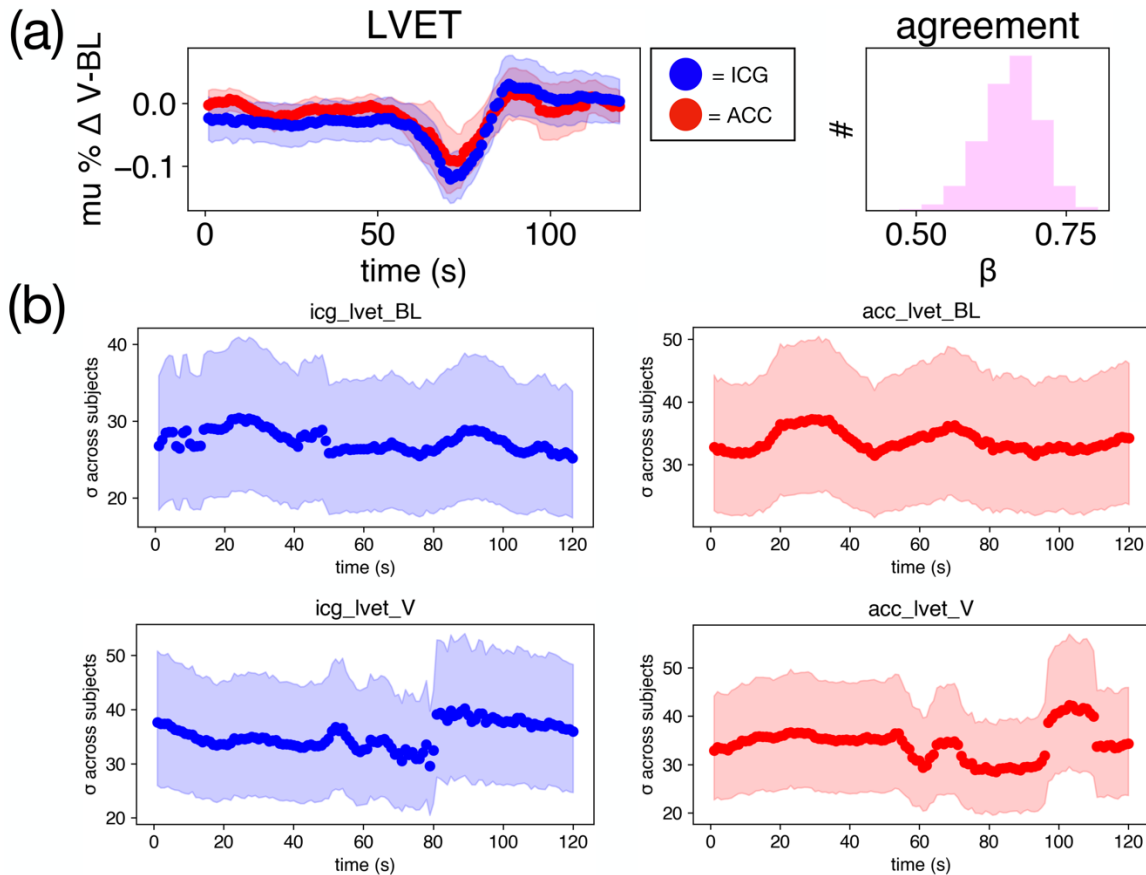 (a)
LVET
mu % Δ V-BL
0.0
−0.1
0
50
100
time (s)
= ICG
= ACC
agreement
#
0.50
0.75
β
(b)
icg_lvet_BL
σ across subjects
40
30
20
0
20
40
60
80
100
120
time (s)
acc_lvet_BL
σ across subjects
50
40
30
0
20
40
60
80
100
120
time (s)
icg_lvet_V
σ across subjects
50
40
30
20
0
20
40
60
80
100
120
time (s)
acc_lvet_V
σ across subjects
50
40
30
20
0
20
40
60
80
100
120
time (s)